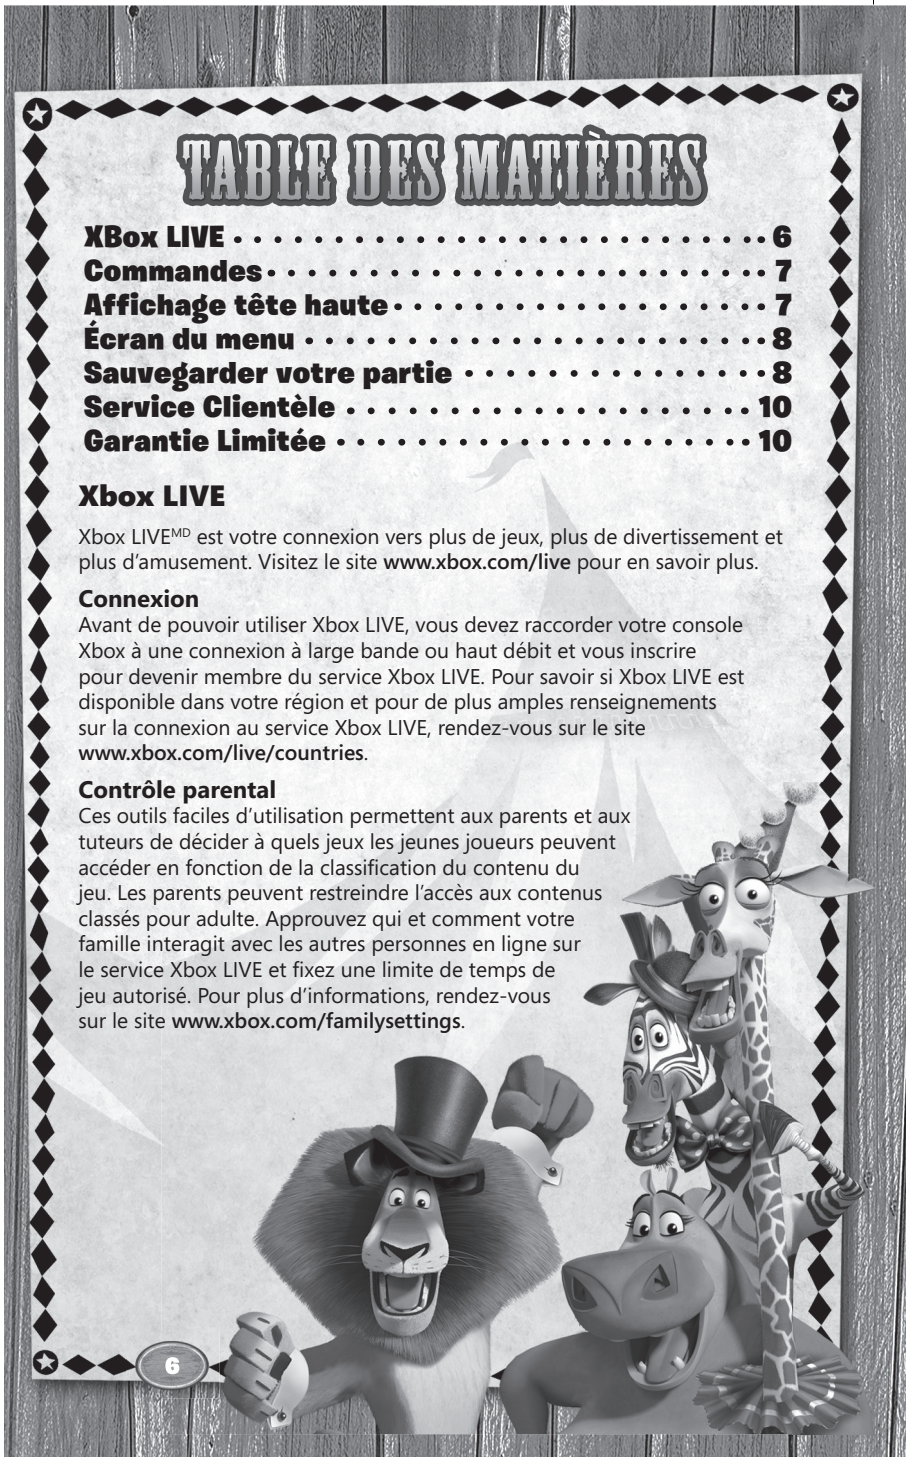 TABLE DES MATIÈRES
XBox LIVE . . . . . . . . . . . . . . . . . . . . . . . . . . . 6
Commandes . . . . . . . . . . . . . . . . . . . . . . . . . 7
Affichage tête haute . . . . . . . . . . . . . . . . . . . 7
Écran du menu . . . . . . . . . . . . . . . . . . . . . . . 8
Sauvegarder votre partie . . . . . . . . . . . . . . . 8
Service Clientèle . . . . . . . . . . . . . . . . . . . . 10
Garantie Limitée . . . . . . . . . . . . . . . . . . . . . 10
Xbox LIVE
Xbox LIVEMD est votre connexion vers plus de jeux, plus de divertissement et
plus d’amusement. Visitez le site www.xbox.com/live pour en savoir plus.
Connexion
Avant de pouvoir utiliser Xbox LIVE, vous devez raccorder votre console
Xbox à une connexion à large bande ou haut débit et vous inscrire
pour devenir membre du service Xbox LIVE. Pour savoir si Xbox LIVE est
disponible dans votre région et pour de plus amples renseignements
sur la connexion au service Xbox LIVE, rendez-vous sur le site
www.xbox.com/live/countries.
Contrôle parental
Ces outils faciles d’utilisation permettent aux parents et aux
tuteurs de décider à quels jeux les jeunes joueurs peuvent
accéder en fonction de la classification du contenu du
jeu. Les parents peuvent restreindre l’accès aux contenus
classés pour adulte. Approuvez qui et comment votre
famille interagit avec les autres personnes en ligne sur
le service Xbox LIVE et fixez une limite de temps de
jeu autorisé. Pour plus d’informations, rendez-vous
sur le site www.xbox.com/familysettings.
6